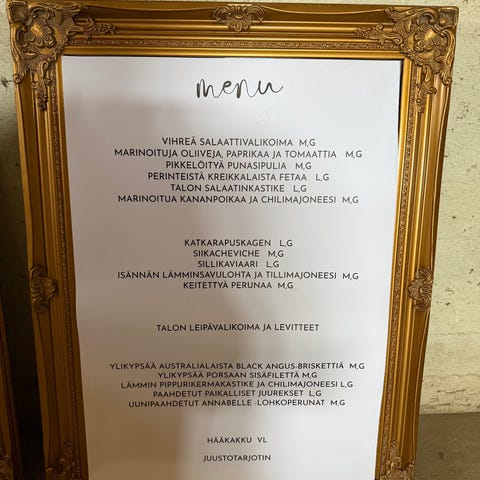 menu
VIHREÄ SALAATTIVALIKOIMA M,G
MARINOITUJA OLIIVEJA, PAPRIKAA JA TOMAATTIA M,G
PIKKELÖITYÄ PUNASIPULIA M,G
PERINTEISTÄ KREIKKALAISTA FETAA L,G
TALON SALAATINKASTIKE L,G
MARINOITUA KANANPOIKAA JA CHILIMAJONEESI M,G
KATKARAPUSKAGEN L,G
SIIKACHEVICHE M,G
SILLIKAVIAARI L,G
ISÄNNÄN LÄMMINSAVULOHTA JA TILLIMAJONEESI M,G
KEITETTYÄ PERUNAA M,G
TALON LEIPÄVALIKOIMA JA LEVITTEET
YLIKYPSÄÄ AUSTRALIALAISTA BLACK ANGUS-BRISKETTIÄ M,G
YLIKYPSÄÄ PORSAAN SISÄFILETTÄ M,G
LÄMMIN PIPPURIKERMAKASTIKE JA CHILIMAJONEESI L,G
PAAHDETUT PAIKALLISET JUUREKSET L,G
UUNIPAAHDETUT ANNABELLE -LOHKOPERUNAT M,G
HÄÄKAKKU VL
JUUSTOTARJOTIN